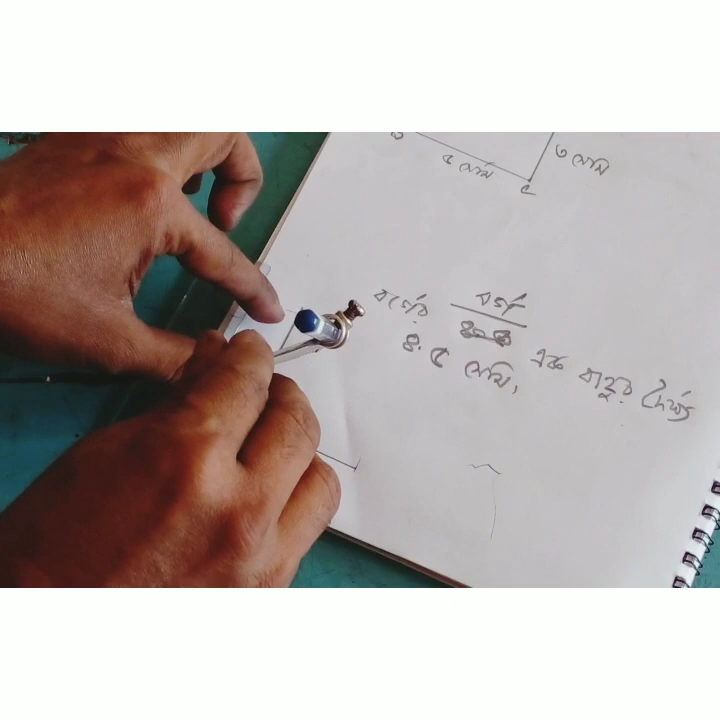 ৫ সেমি
৩ সেমি
c
বর্গ
বর্গের এক বাহুর দৈর্ঘ্য
৪.৫ সেমি,